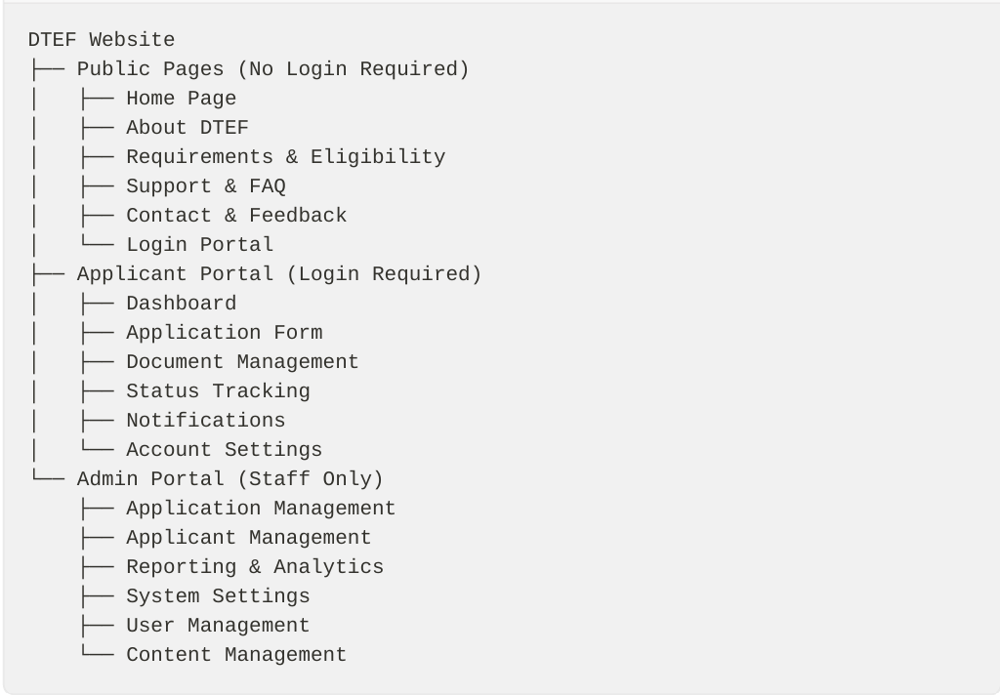 DTEF Website
├── Public Pages (No Login Required)
│   ├── Home Page
│   ├── About DTEF
│   ├── Requirements & Eligibility
│   ├── Support & FAQ
│   ├── Contact & Feedback
│   └── Login Portal
├── Applicant Portal (Login Required)
│   ├── Dashboard
│   ├── Application Form
│   ├── Document Management
│   ├── Status Tracking
│   ├── Notifications
│   └── Account Settings
└── Admin Portal (Staff Only)
    ├── Application Management
    ├── Applicant Management
    ├── Reporting & Analytics
    ├── System Settings
    ├── User Management
    └── Content Management